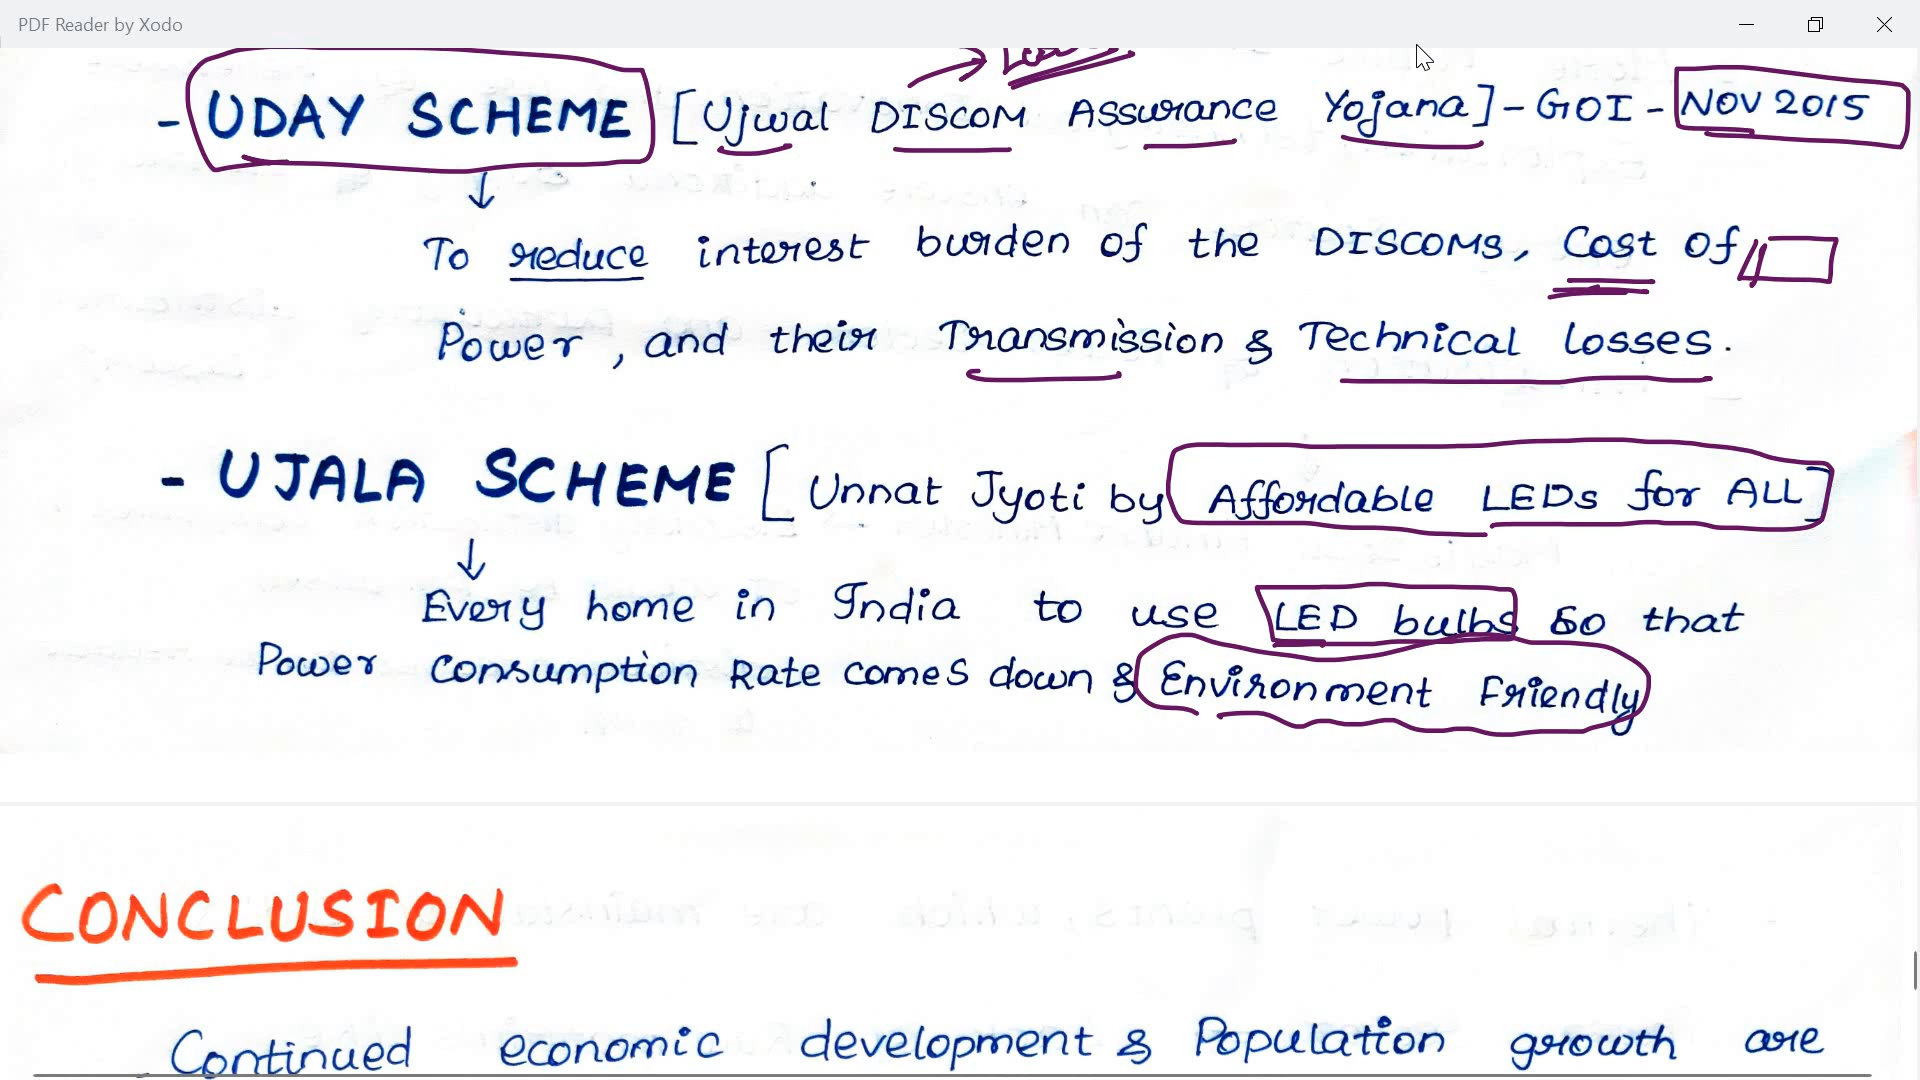 PDF Reader by Xodo
- UDAY SCHEME [Ujwal DISCOM Assurance Yojana] - GOI - NOV 2015
To reduce interest burden of the DISCOMs, Cost of
Power, and their Transmission & Technical losses.
- UJALA SCHEME [Unnat Jyoti by Affordable LEDs for ALL]
Every home in India to use LED bulbs so that
Power consumption Rate comes down & Environment Friendly
CONCLUSION
Continued economic development & Population growth are